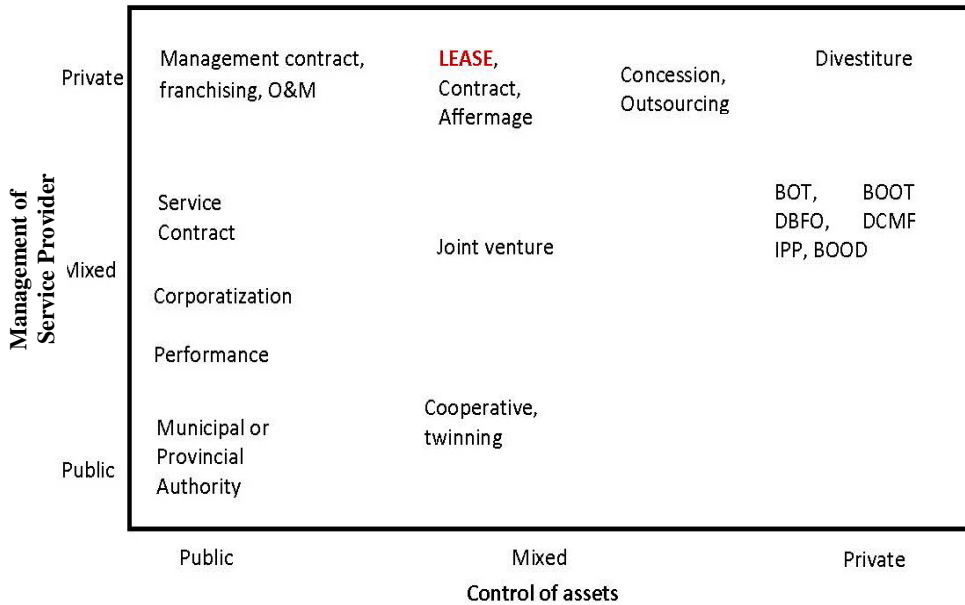 Management contract,
franchising, O&M
LEASE,
Contract,
Affermage
Concession,
Outsourcing
Divestiture
Private
Service
Contract
Joint venture
BOT, BOOT
DBFO, DCMF
IPP, BOOD
Mixed
Corporatization
Performance
Municipal or
Provincial
Authority
Cooperative,
twinning
Public
Management of
Service Provider
Public
Mixed
Private
Control of assets